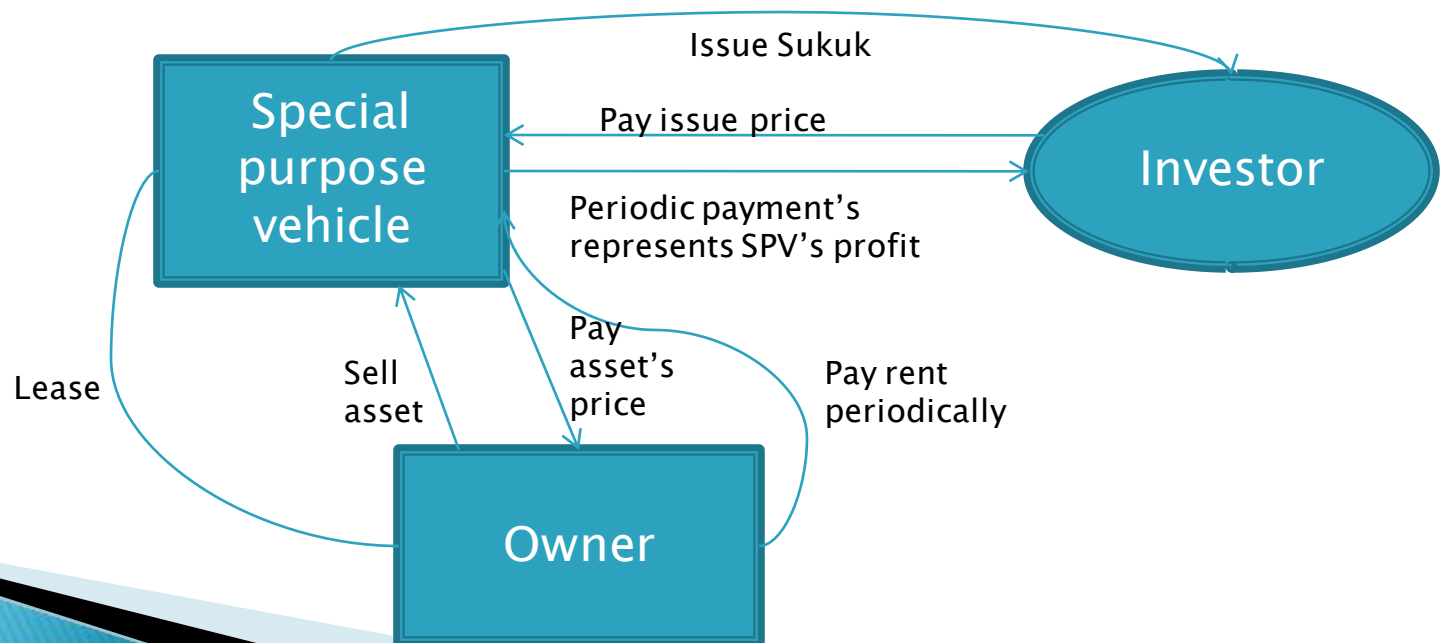 Issue Sukuk
Special
purpose
vehicle
Pay issue price
Investor
Periodic payment's
represents SPV's profit
Lease
Sell
asset
Pay
asset's
price
Pay rent
periodically
Owner